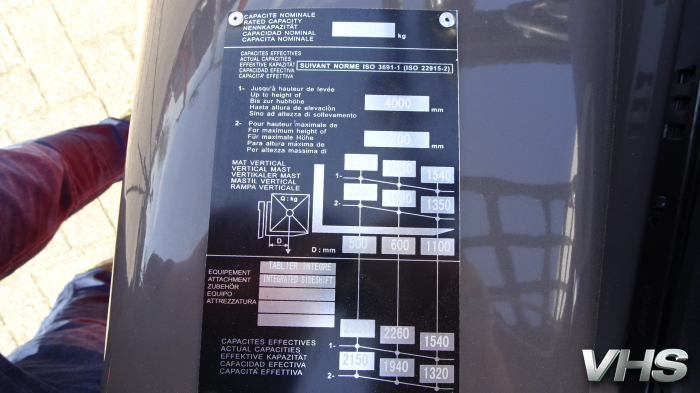 CAPACITE NOMINALE
RATED CAPACITY
NENNKAPAZITÄT
CAPACIDAD NOMINAL
CAPACITA NOMINALE
kg
CAPACITES EFFECTIVES
ACTUAL CAPACITIES
EFFEKTIVE KAPAZITÄT
CAPACIDAD EFECTIVA
CAPACITA' EFFETTIVA
SUIVANT NORME ISO 3691-1 (ISO 22915-2)
1- Jusqu'à hauteur de levée
Up to height of
Bis zur hubhöhe
Hasta altura de elevación
Sino ad altezza di sollevamento
4000 mm
2- Pour hauteur maximale de
For maximum height of
Für maximale Höhe
Para altura máxima de
Per altezza massima di
mm
MAT VERTICAL
VERTICAL MAST
VERTIKALER MAST
MASTIL VERTICAL
RAMPA VERTICALE
1- 1540
2- 1350
Q : kg
D
D : mm 500 600 1100
EQUIPEMENT
ATTACHMENT
ZUBEHÖR
EQUIPO
ATTREZZATURA
TABLIER INTEGRE
INTEGRATED SIDESHIFT
CAPACITES EFFECTIVES
ACTUAL CAPACITIES
EFFEKTIVE KAPAZITÄT
CAPACIDAD EFECTIVA
CAPACITA' EFFETTIVA
1- 2260 1540
2- 2150 1940 1320
VHS